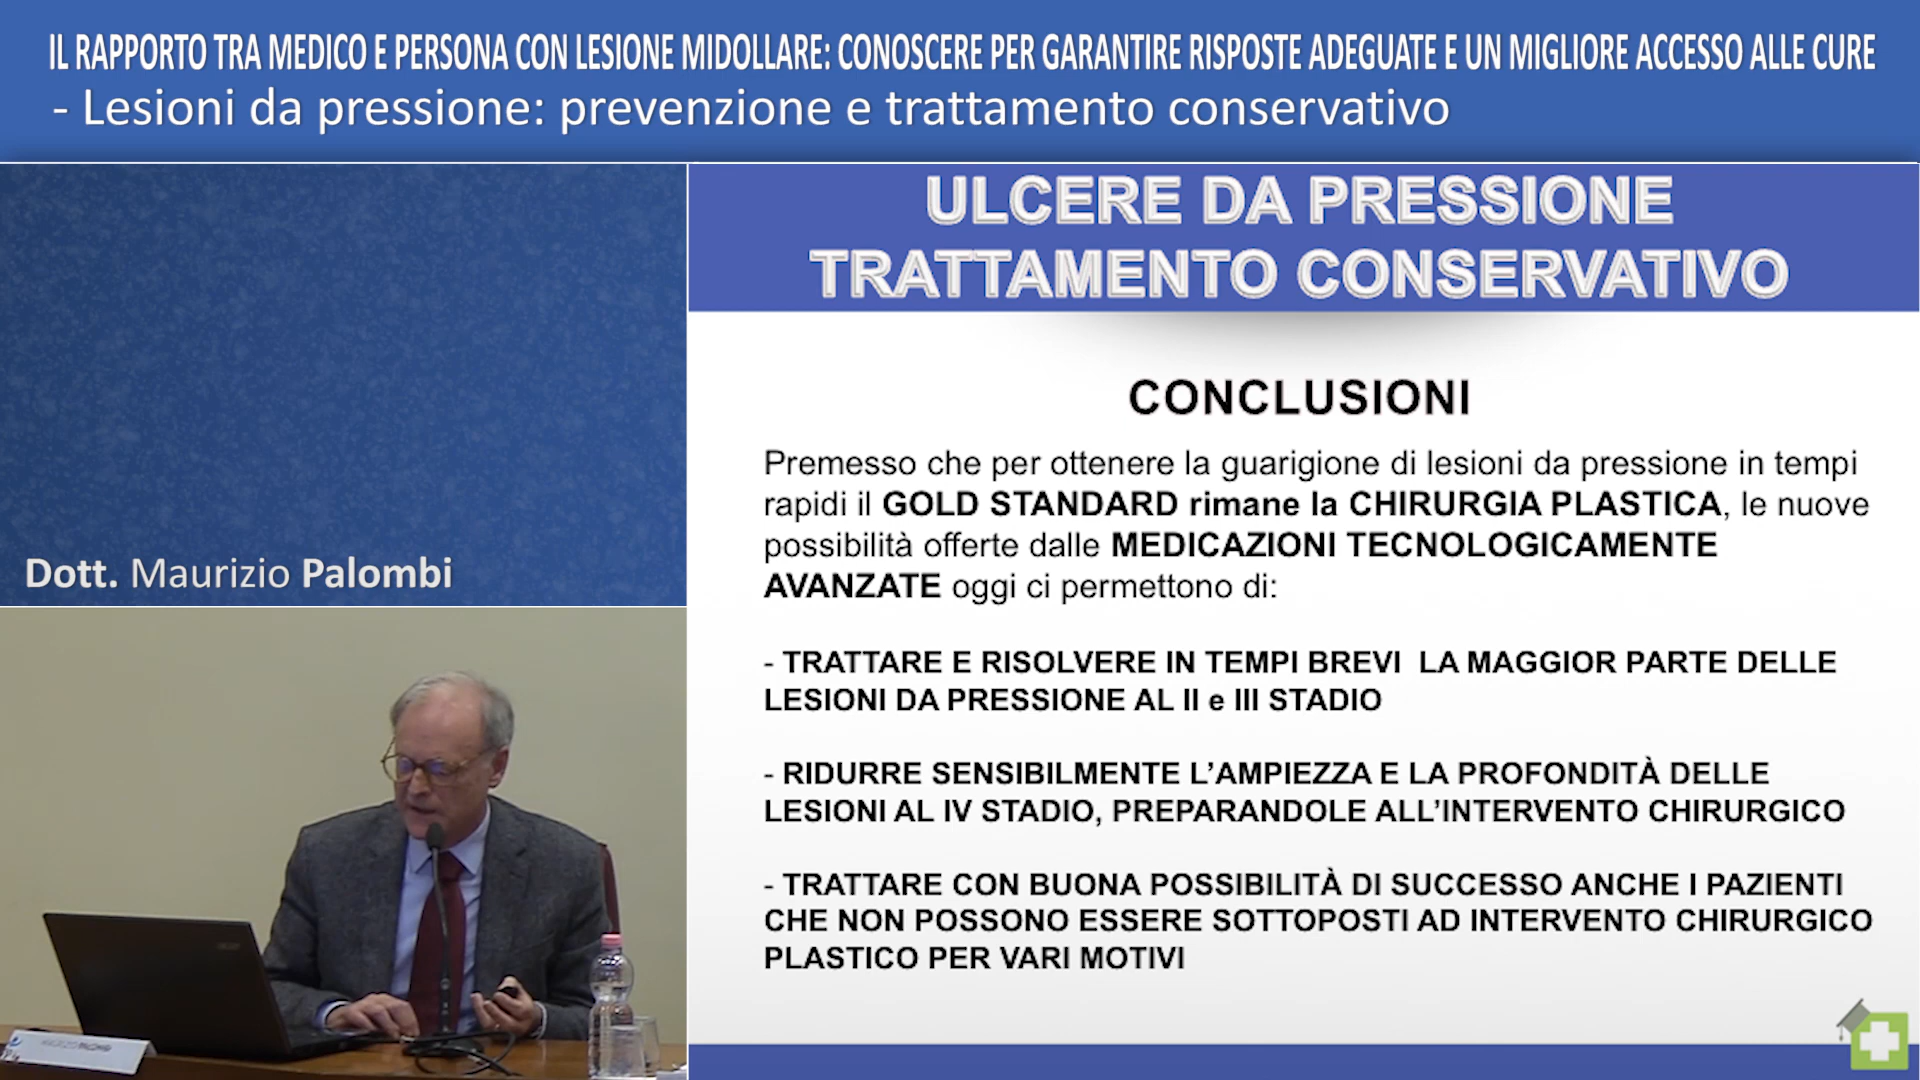 IL RAPPORTO TRA MEDICO E PERSONA CON LESIONE MIDOLLARE: CONOSCERE PER GARANTIRE RISPOSTE ADEGUATE E UN MIGLIORE ACCESSO ALLE CURE
- Lesioni da pressione: prevenzione e trattamento conservativo
Dott. Maurizio Palombi
ULCERE DA PRESSIONE
TRATTAMENTO CONSERVATIVO
CONCLUSIONI
Premesso che per ottenere la guarigione di lesioni da pressione in tempi
rapidi il GOLD STANDARD rimane la CHIRURGIA PLASTICA, le nuove
possibilità offerte dalle MEDICAZIONI TECNOLOGICAMENTE
AVANZATE oggi ci permettono di:
- TRATTARE E RISOLVERE IN TEMPI BREVI LA MAGGIOR PARTE DELLE
LESIONI DA PRESSIONE AL II e III STADIO
- RIDURRE SENSIBILMENTE L’AMPIEZZA E LA PROFONDITÀ DELLE
LESIONI AL IV STADIO, PREPARANDOLE ALL’INTERVENTO CHIRURGICO
- TRATTARE CON BUONA POSSIBILITÀ DI SUCCESSO ANCHE I PAZIENTI
CHE NON POSSONO ESSERE SOTTOPOSTI AD INTERVENTO CHIRURGICO
PLASTICO PER VARI MOTIVI
MAURIZIO PALOMBI